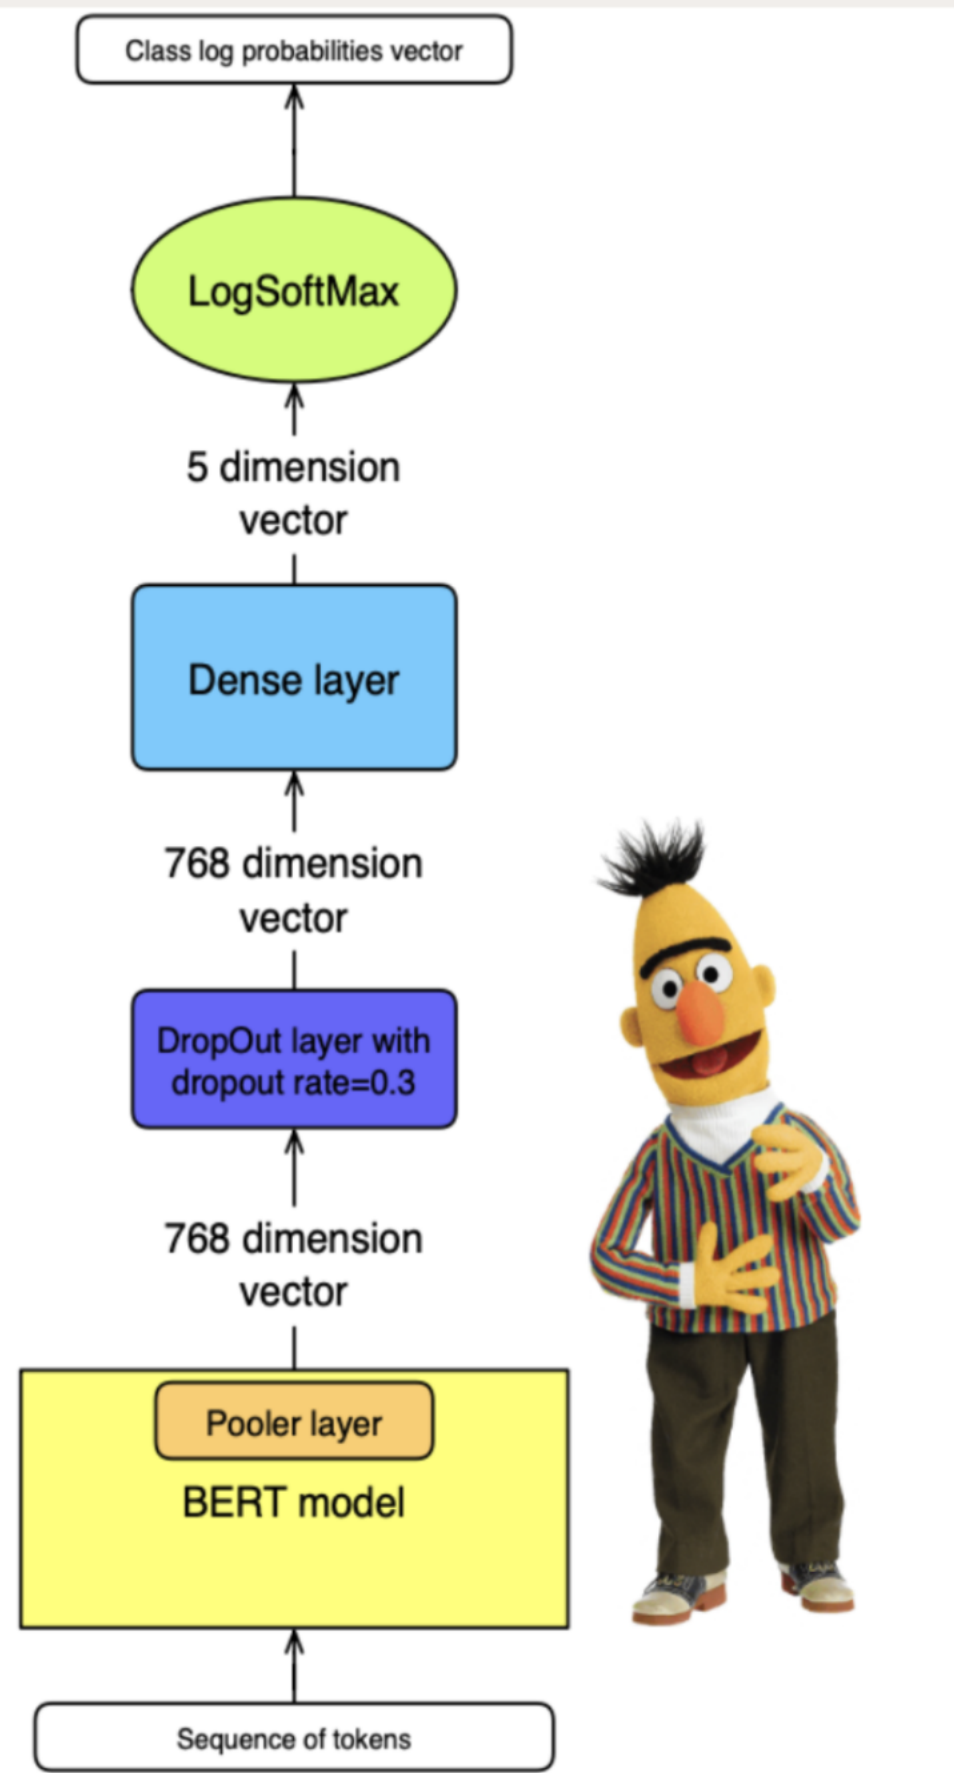 Class log probabilities vector
LogSoftMax
5 dimension
vector
Dense layer
768 dimension
vector
DropOut layer with
dropout rate=0.3
768 dimension
vector
Pooler layer
BERT model
Sequence of tokens